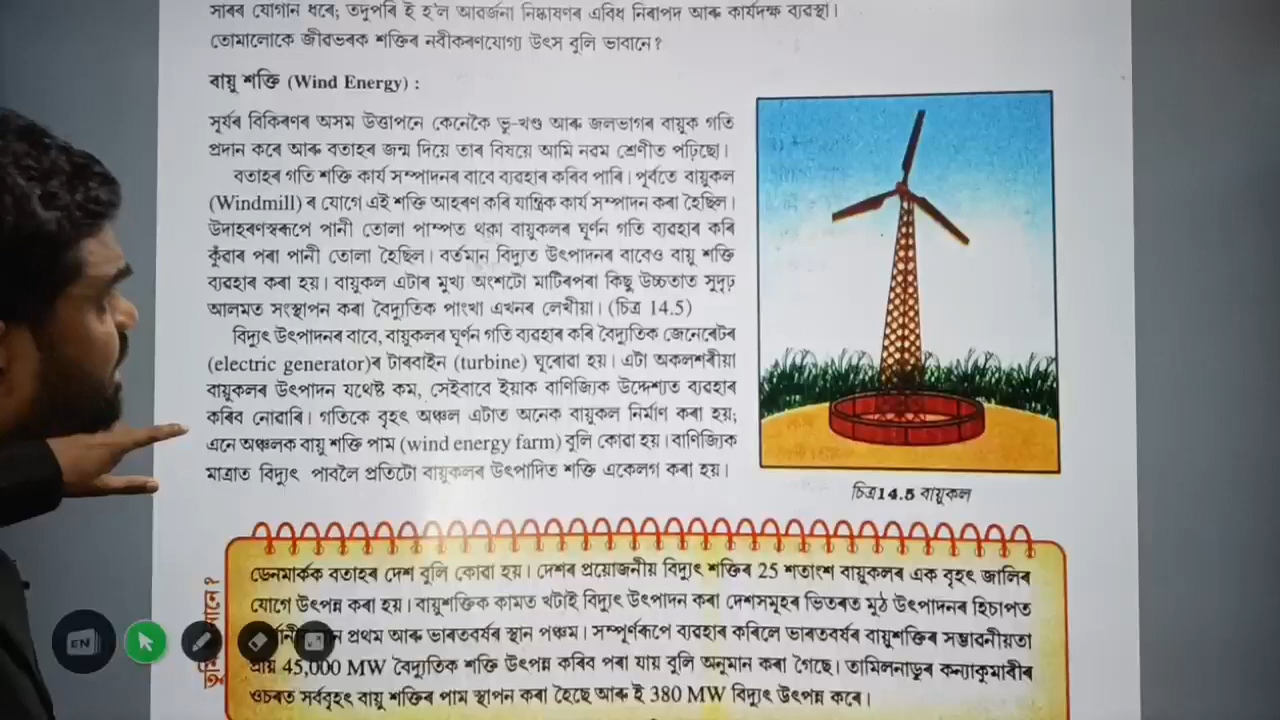 সাৰৰ যোগান ধৰে; তদুপৰি ই হ'ল আৱৰ্জনা নিষ্কাষণৰ এবিধ নিৰাপদ আৰু কাৰ্যদক্ষ ব্যৱস্থা।
তোমালোকে জীৱভৰক শক্তিৰ নবীকৰণযোগ্য উৎস বুলি ভাবানে?
বায়ু শক্তি (Wind Energy) :
সূৰ্যৰ বিকিৰণৰ অসম উত্তাপনে কেনেকৈ ভূ-খণ্ড আৰু জলভাগৰ বায়ুক গতি
প্ৰদান কৰে আৰু বতাহৰ জন্ম দিয়ে তাৰ বিষয়ে আমি নৱম শ্ৰেণীত পঢ়িছো।
বতাহৰ গতি শক্তি কাৰ্য সম্পাদনৰ বাবে ব্যৱহাৰ কৰিব পাৰি। পূৰ্বতে বায়ুকল
(Windmill) ৰ যোগে এই শক্তি আহৰণ কৰি যান্ত্ৰিক কাৰ্য সম্পাদন কৰা হৈছিল।
উদাহৰণস্বৰূপে পানী তোলা পাম্পত থকা বায়ুকলৰ ঘূৰ্ণন গতি ব্যৱহাৰ কৰি
কুঁৱাৰ পৰা পানী তোলা হৈছিল। বৰ্তমান বিদ্যুত উৎপাদনৰ বাবেও বায়ু শক্তি
ব্যৱহাৰ কৰা হয়। বায়ুকল এটাৰ মুখ্য অংশটো মাটিৰপৰা কিছু উচ্চতাত সুদৃঢ়
আলমত সংস্থাপন কৰা বৈদ্যুতিক পাংখা এখনৰ লেখীয়া। (চিত্ৰ 14.5)
বিদ্যুৎ উৎপাদনৰ বাবে, বায়ুকলৰ ঘূৰ্ণন গতি ব্যৱহাৰ কৰি বৈদ্যুতিক জেনেৰেটৰ
(electric generator)ৰ টাৰবাইন (turbine) ঘূৰোৱা হয়। এটা অকলশৰীয়া
বায়ুকলৰ উৎপাদন যথেষ্ট কম, সেইবাবে ইয়াক বাণিজ্যিক উদ্দেশ্যত ব্যৱহাৰ
কৰিব নোৱাৰি। গতিকে বৃহৎ অঞ্চল এটাত অনেক বায়ুকল নিৰ্মাণ কৰা হয়;
এনে অঞ্চলক বায়ু শক্তি পাম (wind energy farm) বুলি কোৱা হয়। বাণিজ্যিক
মাত্ৰাত বিদ্যুৎ পাবলৈ প্ৰতিটো বায়ুকলৰ উৎপাদিত শক্তি একেলগ কৰা হয়।
চিত্ৰ14.5 বায়ুকল
ডেনমাৰ্কক বতাহৰ দেশ বুলি কোৱা হয়। দেশৰ প্ৰয়োজনীয় বিদ্যুৎ শক্তিৰ 25 শতাংশ বায়ুকলৰ এক বৃহৎ জালিৰ
যোগে উৎপন্ন কৰা হয়। বায়ুশক্তিক কামত খটাই বিদ্যুৎ উৎপাদন কৰা দেশসমূহৰ ভিতৰত মুঠ উৎপাদনৰ হিচাপত
প্ৰথম আৰু ভাৰতবৰ্ষৰ স্থান পঞ্চম। সম্পূৰ্ণৰূপে ব্যৱহাৰ কৰিলে ভাৰতবৰ্ষৰ বায়ুশক্তিৰ সম্ভাৱনীয়তা
প্ৰায় 45,000 MW বৈদ্যুতিক শক্তি উৎপন্ন কৰিব পৰা যায় বুলি অনুমান কৰা গৈছে। তামিলনাডুৰ কন্যাকুমাৰীৰ
ওচৰত সৰ্ববৃহৎ বায়ু শক্তিৰ পাম স্থাপন কৰা হৈছে আৰু ই 380 MW বিদ্যুৎ উৎপন্ন কৰে।
EN